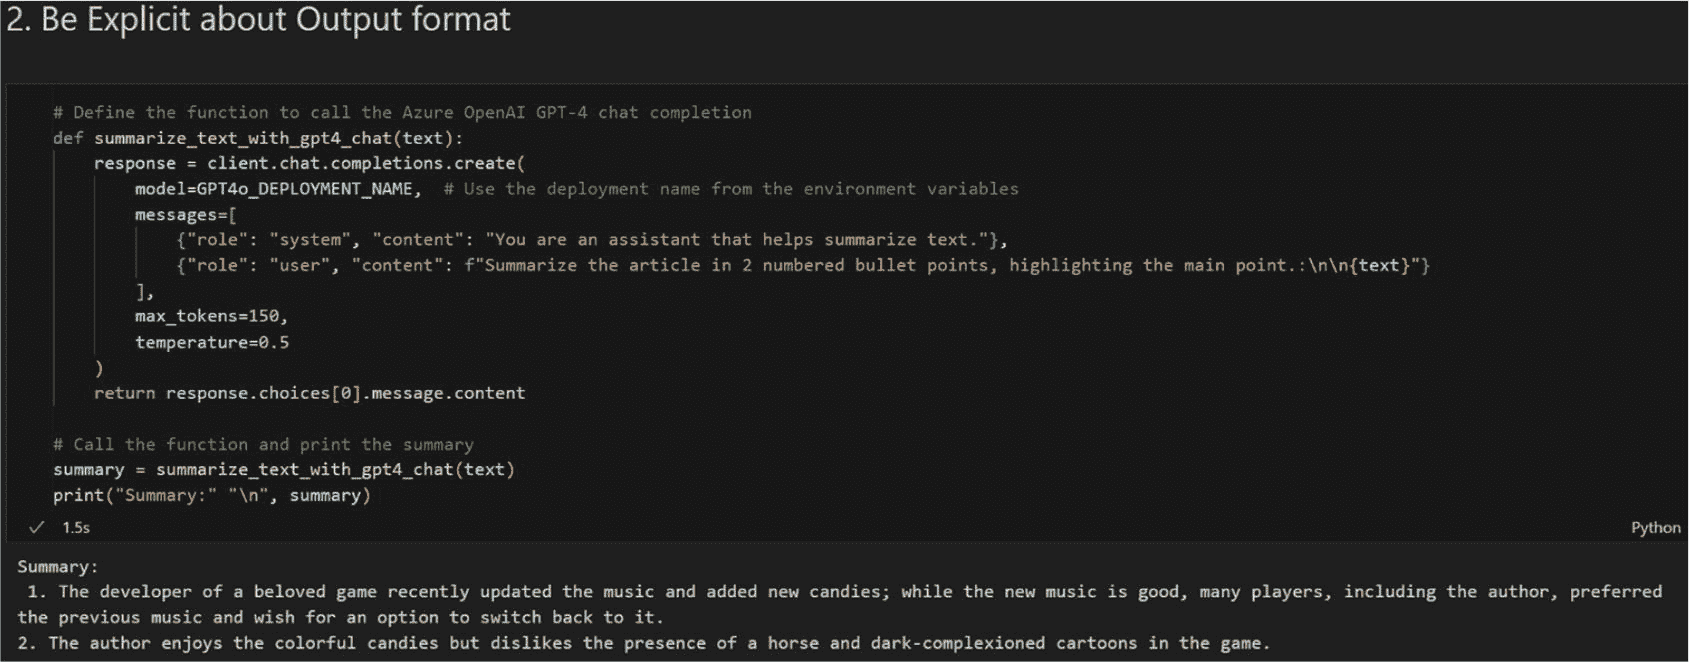 2. Be Explicit about Output format
# Define the function to call the Azure OpenAI GPT-4 chat completion
def summarize_text_with_gpt4_chat(text):
    response = client.chat.completions.create(
        model=GPT4o_DEPLOYMENT_NAME,  # Use the deployment name from the environment variables
        messages=[
            {"role": "system", "content": "You are an assistant that helps summarize text."},
            {"role": "user", "content": f"Summarize the article in 2 numbered bullet points, highlighting the main point.:\n\n{text}"}
        ],
        max_tokens=150,
        temperature=0.5
    )
    return response.choices[0].message.content
# Call the function and print the summary
summary = summarize_text_with_gpt4_chat(text)
print("Summary:" "\n", summary)
✓ 1.5s
Python
Summary:
 1. The developer of a beloved game recently updated the music and added new candies; while the new music is good, many players, including the author, preferred
the previous music and wish for an option to switch back to it.
2. The author enjoys the colorful candies but dislikes the presence of a horse and dark-complexioned cartoons in the game.